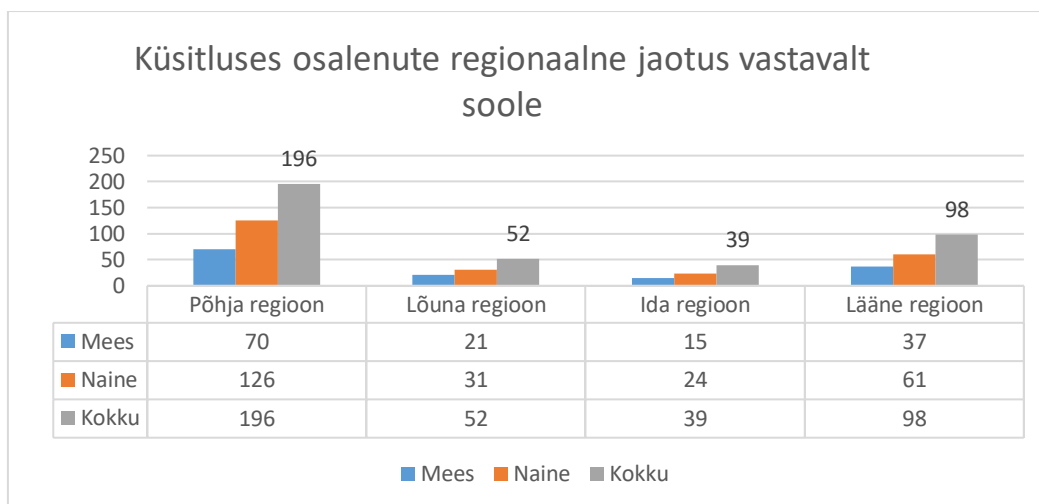 Küsitluses osalenute regionaalne jaotus vastavalt
soole
250
200
150
100
50
0
196
52
39
98
Põhja regioon Lõuna regioon Ida regioon Lääne regioon
Mees 70 21 15 37
Naine 126 31 24 61
Kokku 196 52 39 98
Mees Naine Kokku